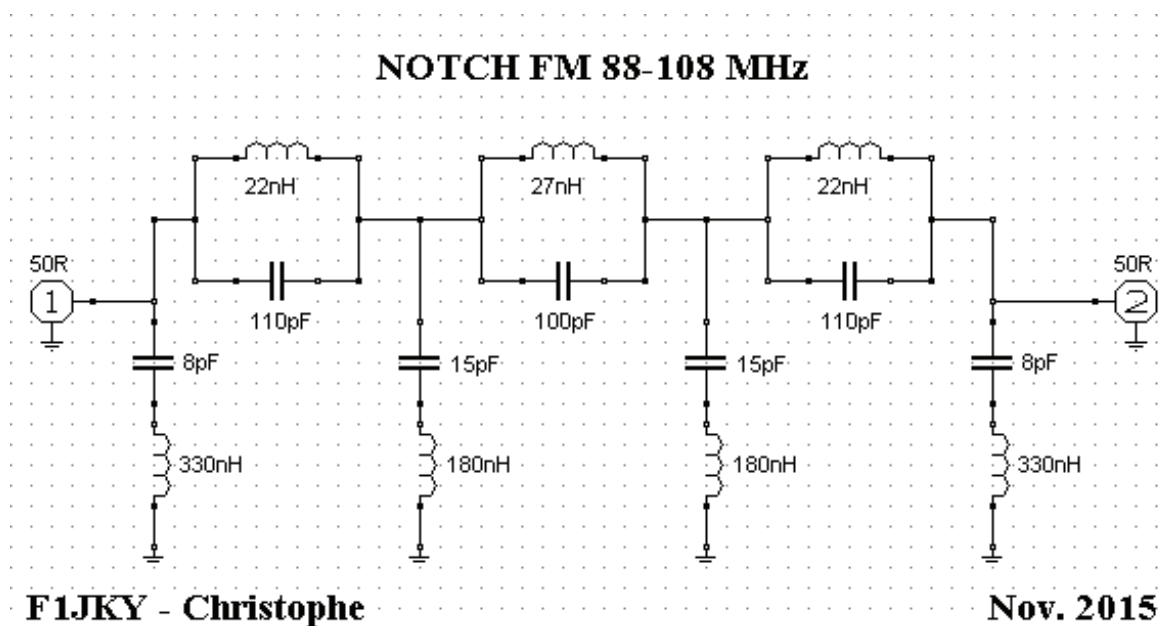 NOTCH FM 88-108 MHz
22nH
27nH
22nH
50R
1
110pF
100pF
110pF
50R
2
8pF
15pF
15pF
8pF
330nH
180nH
180nH
330nH
F1JKY - Christophe
Nov. 2015